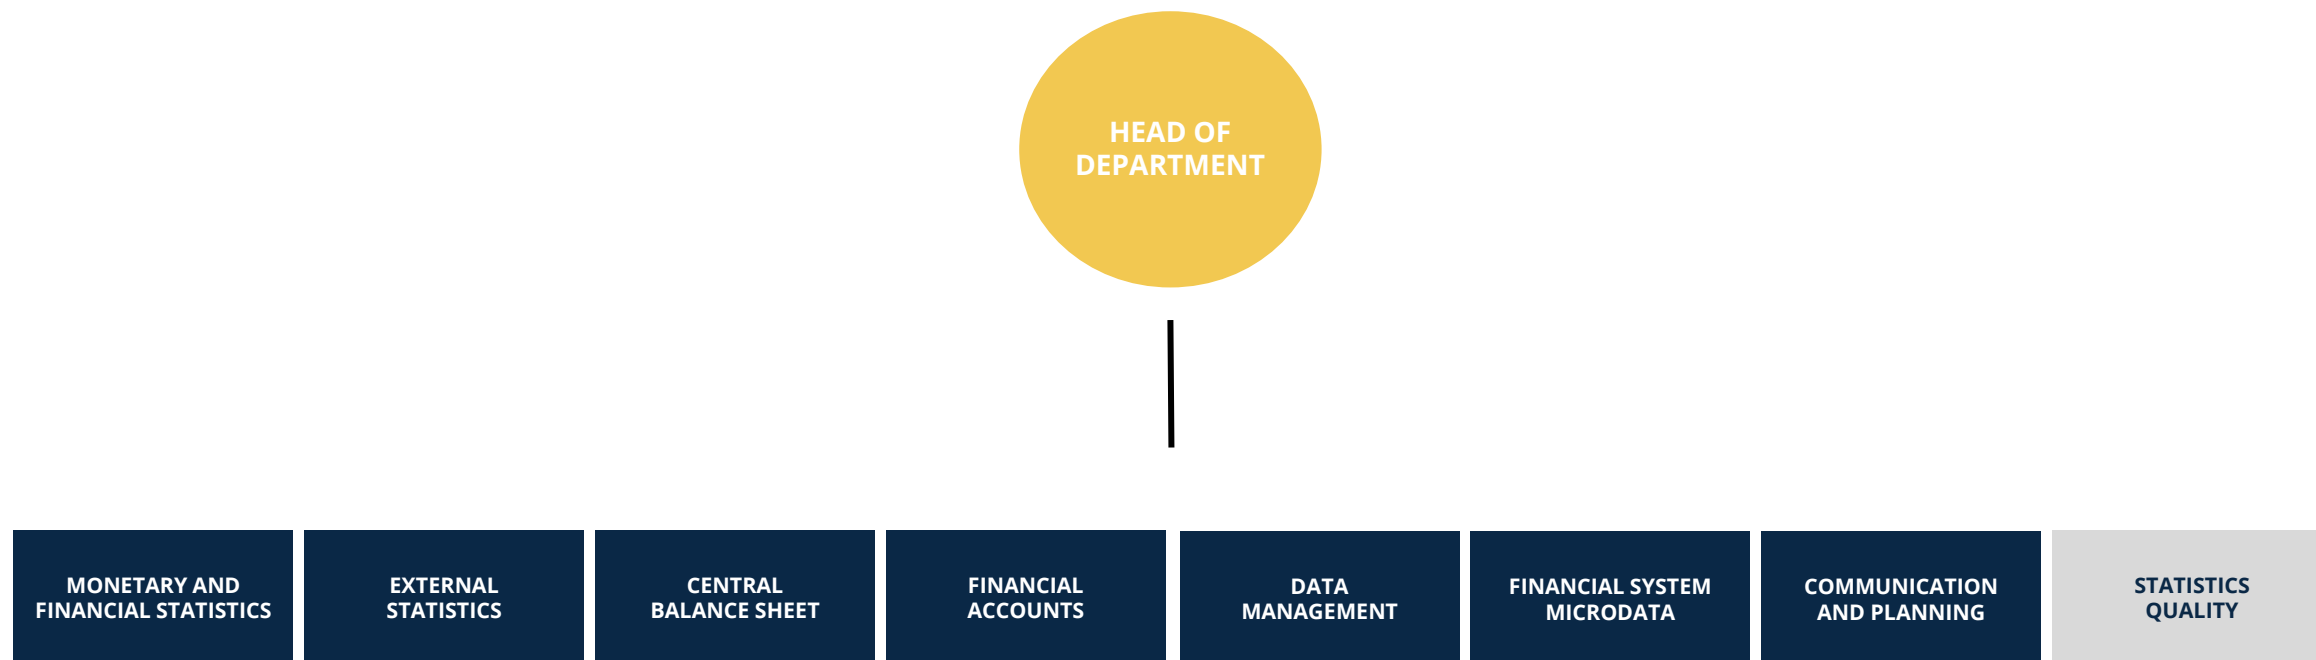 HEAD OF
DEPARTMENT
MONETARY AND
FINANCIAL STATISTICS
EXTERNAL
STATISTICS
CENTRAL
BALANCE SHEET
FINANCIAL
ACCOUNTS
DATA
MANAGEMENT
FINANCIAL SYSTEM
MICRODATA
COMMUNICATION
AND PLANNING
STATISTICS
QUALITY